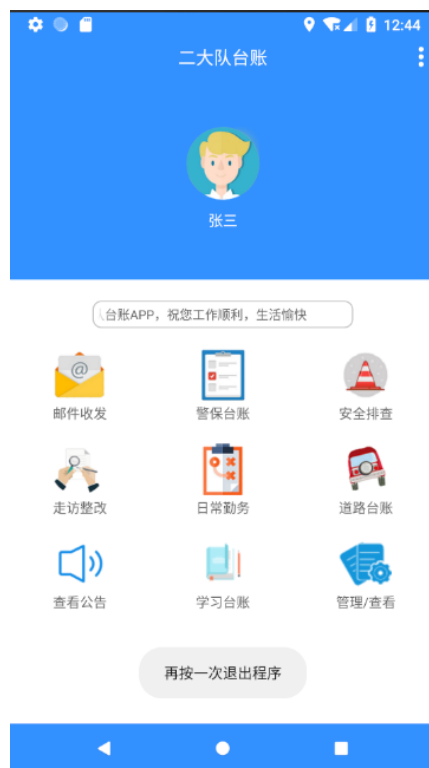 12:44
二大队台账
张三
台账APP，祝您工作顺利，生活愉快
@
邮件收发
警保台账
安全排查
走访整改
日常勤务
道路台账
查看公告
学习台账
管理/查看
再按一次退出程序